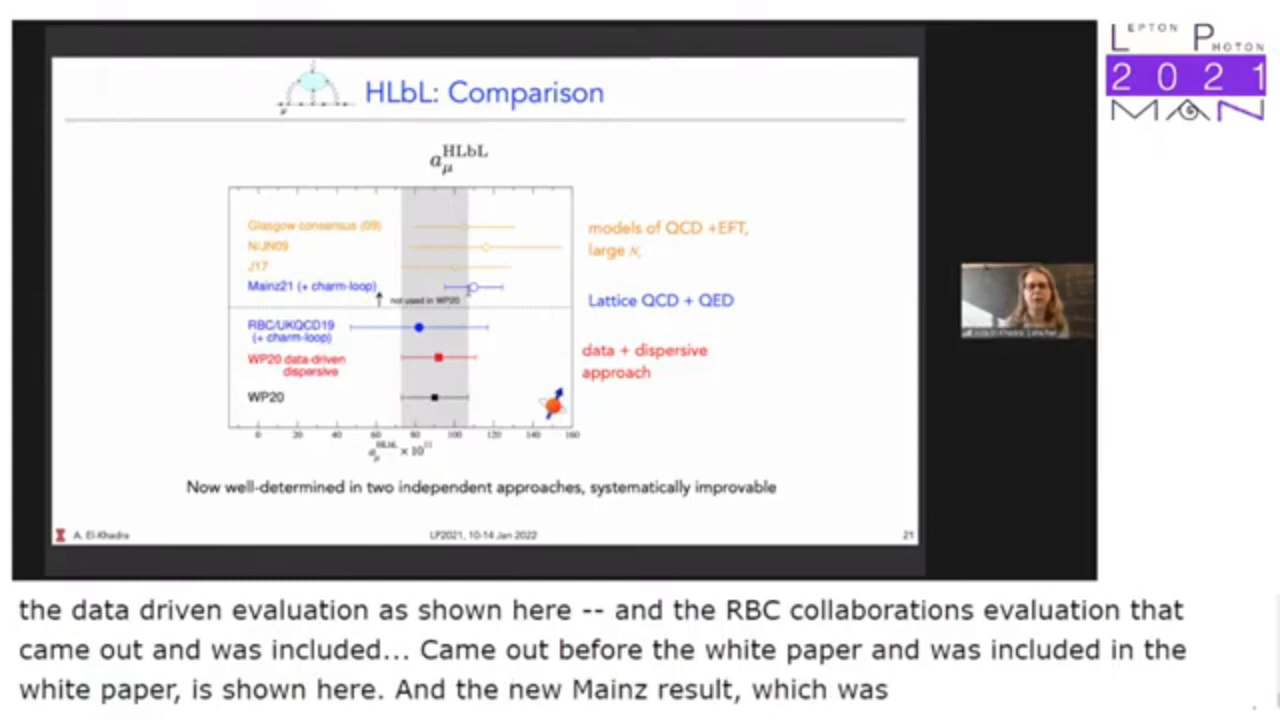 LEPTON PHOTON
2021
MAN
HLbL: Comparison
a_μ^HLbL
Glasgow consensus (09)
N/JN09
J17
Mainz21 (+ charm-loop)
not used in WP20
RBC/UKQCD19
(+ charm-loop)
WP20 data-driven
dispersive
WP20
models of QCD +EFT,
large N_c
Lattice QCD + QED
data + dispersive
approach
0 20 40 60 80 100 120 140 160
a_μ^HLbL × 10^11
Now well-determined in two independent approaches, systematically improvable
A. El-Khadra LP2021, 10-14 Jan 2022 21
the data driven evaluation as shown here -- and the RBC collaborations evaluation that
came out and was included... Came out before the white paper and was included in the
white paper, is shown here. And the new Mainz result, which was